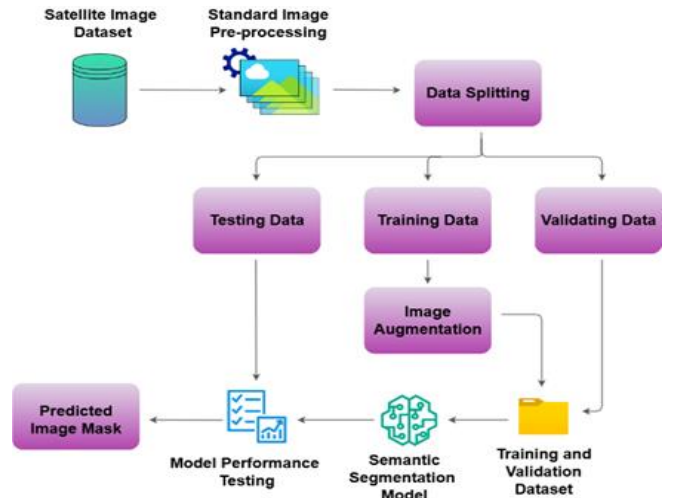 Satellite Image
Dataset
Standard Image
Pre-processing
Data Splitting
Testing Data
Training Data
Validating Data
Image
Augmentation
Predicted
Image Mask
Model Performance
Testing
Semantic
Segmentation
Model
Training and
Validation
Dataset